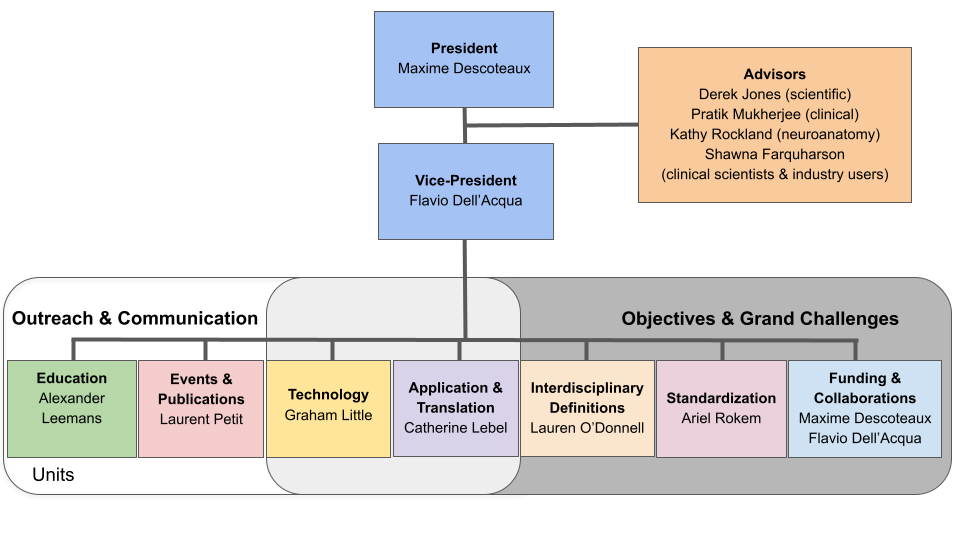 President
Maxime Descoteaux
Advisors
Derek Jones (scientific)
Pratik Mukherjee (clinical)
Kathy Rockland (neuroanatomy)
Shawna Farquharson
(clinical scientists & industry users)
Vice-President
Flavio Dell'Acqua
Outreach & Communication
Objectives & Grand Challenges
Education
Alexander
Leemans
Events &
Publications
Laurent Petit
Technology
Graham Little
Application &
Translation
Catherine Lebel
Interdisciplinary
Definitions
Lauren O'Donnell
Standardization
Ariel Rokem
Funding &
Collaborations
Maxime Descoteaux
Flavio Dell'Acqua
Units